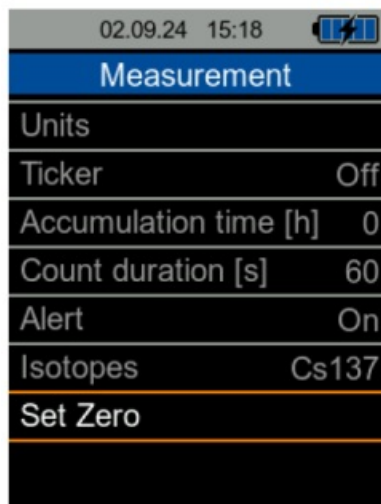 02.09.24 15:18
Measurement
Units
Ticker Off
Accumulation time [h] 0
Count duration [s] 60
Alert On
Isotopes Cs137
Set Zero